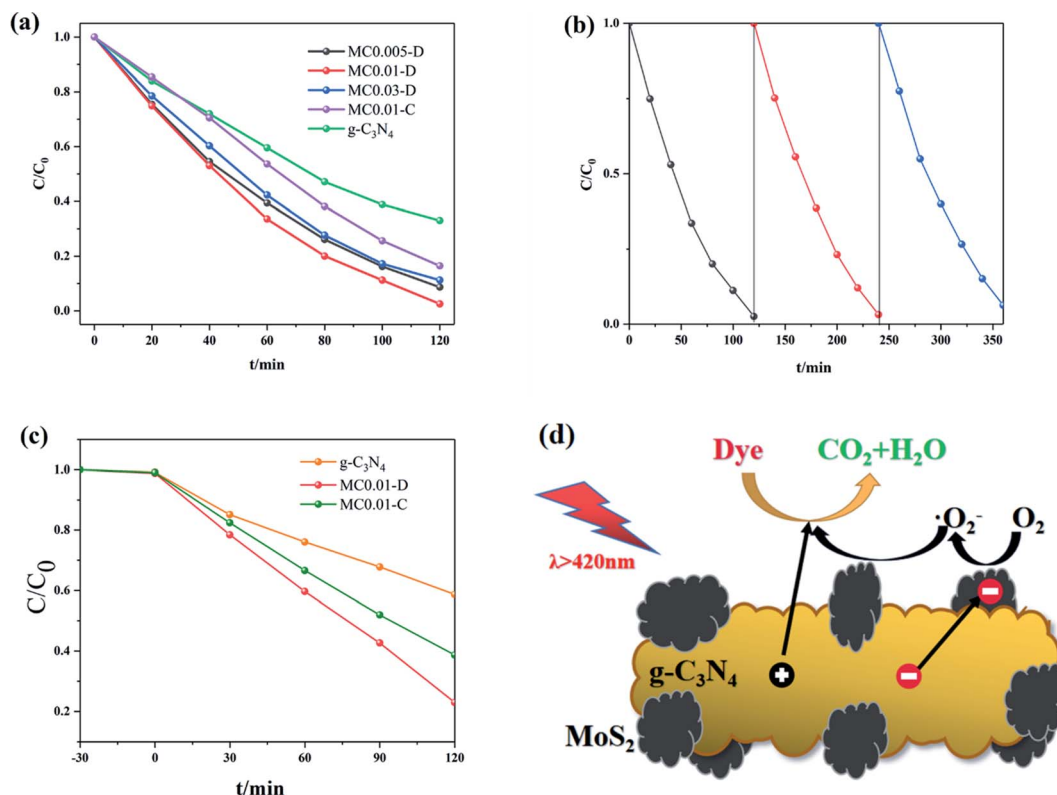 (a)
1.0
0.8
0.6
0.4
0.2
0.0
C/C₀
MC0.005-D
MC0.01-D
MC0.03-D
MC0.01-C
g-C₃N₄
0 20 40 60 80 100 120
t/min
(b)
1.0
0.5
0.0
C/C₀
0 50 100 150 200 250 300 350
t/min
(c)
1.0
0.8
0.6
0.4
0.2
C/C₀
g-C₃N₄
MC0.01-D
MC0.01-C
-30 0 30 60 90 120
t/min
(d)
Dye CO₂+H₂O
·O₂⁻ O₂
λ>420nm
g-C₃N₄
MoS₂